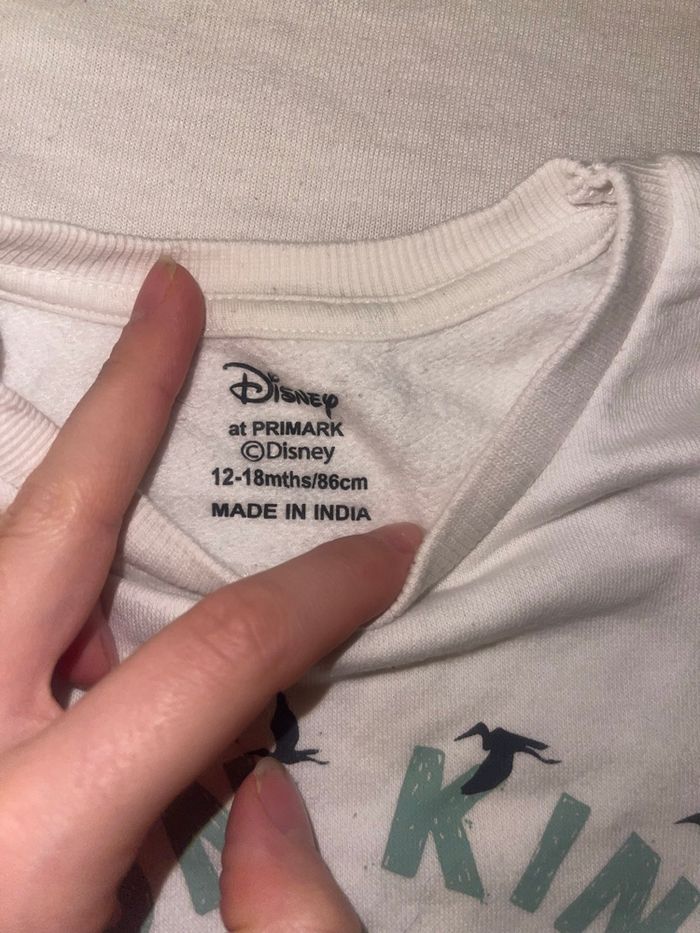 Disney
at PRIMARK
©Disney
12-18mths/86cm
MADE IN INDIA
KIN